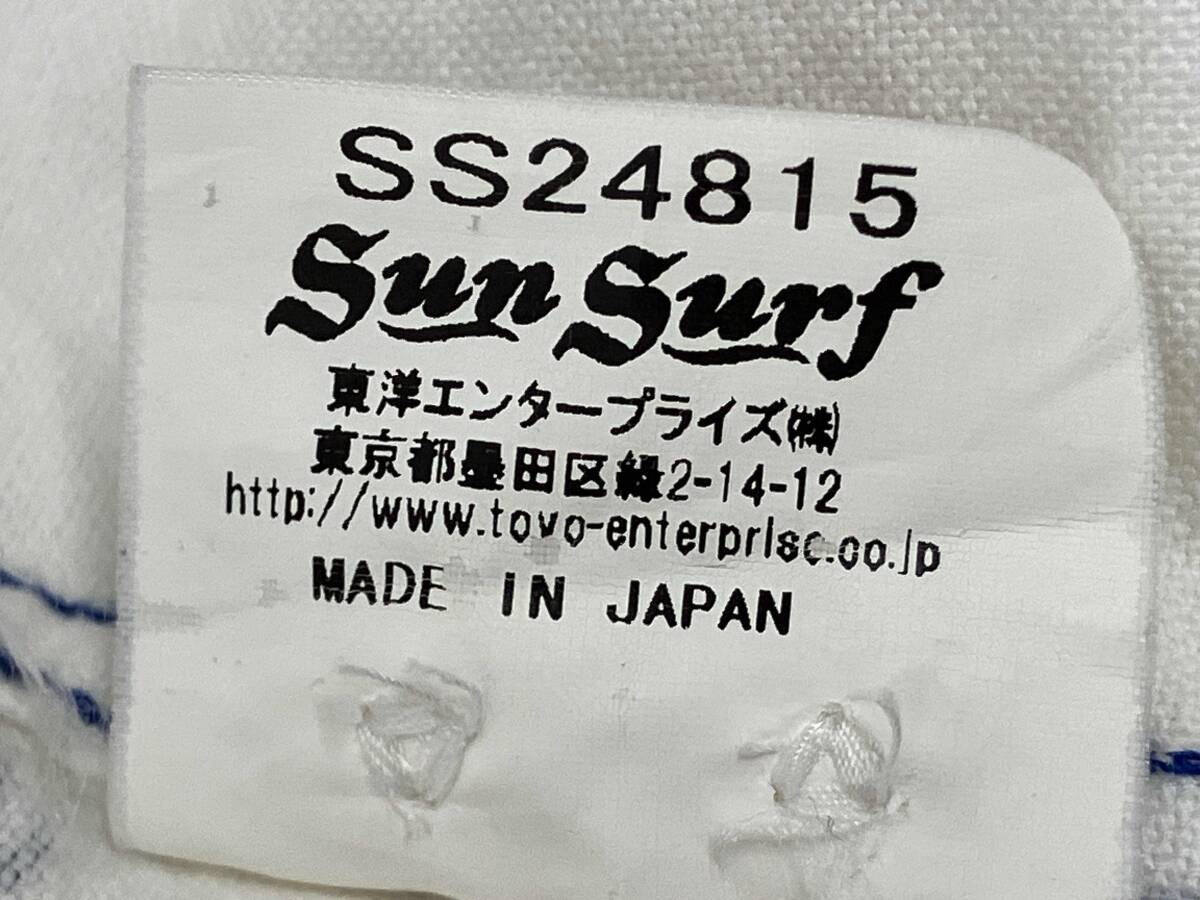 SS24815
Sun Surf
東洋エンタープライズ(株)
東京都墨田区緑2-14-12
http://www.toyo-enterprise.co.jp
MADE IN JAPAN